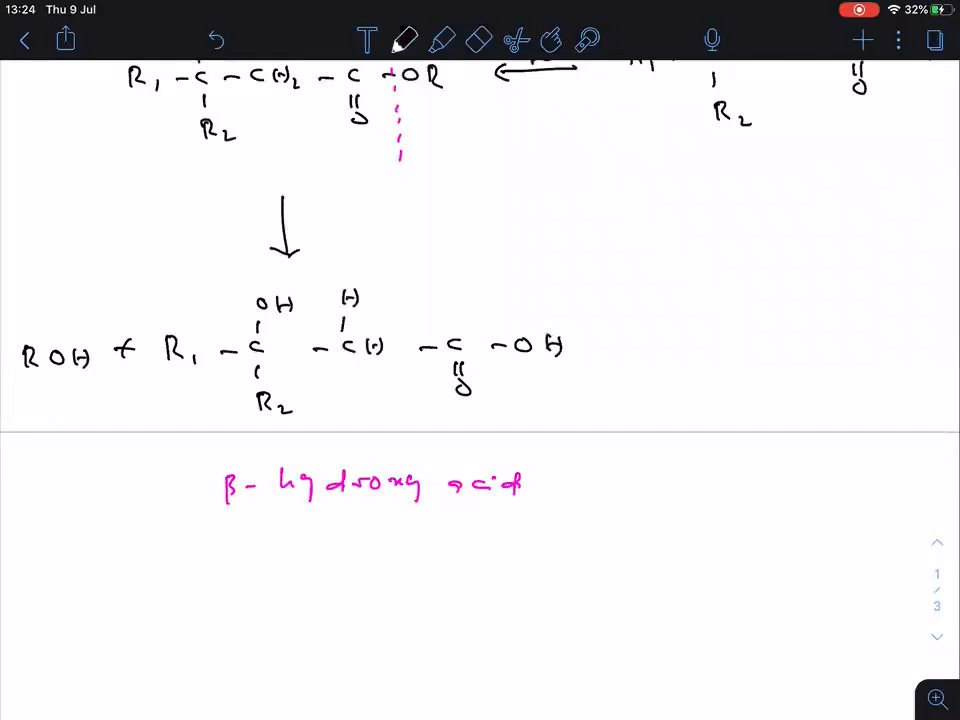 13:24 Thu 9 Jul 32%
T
R₁ - C - CH₂ - C - OR
R₂ O
R₂ O
OH H
ROH + R₁ - C - CH - C - OH
R₂ O
β- hydroxy acid
1
/
3